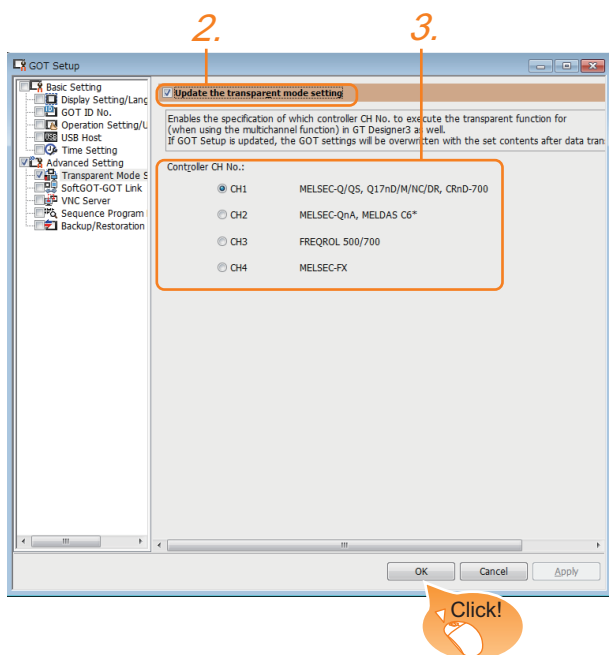 2.
3.
GOT Setup
Basic Setting
Display Setting/Lang
GOT ID No.
Operation Setting/U
USB Host
Time Setting
Advanced Setting
Transparent Mode S
SoftGOT-GOT Link
VNC Server
Sequence Program
Backup/Restoration
Update the transparent mode setting
Enables the specification of which controller CH No. to execute the transparent function for
(when using the multichannel function) in GT Designer3 as well.
If GOT Setup is updated, the GOT settings will be overwritten with the set contents after data tran
Controller CH No.:
CH1 MELSEC-Q/QS, Q17nD/M/NC/DR, CRnD-700
CH2 MELSEC-QnA, MELDAS C6*
CH3 FREQROL 500/700
CH4 MELSEC-FX
OK Cancel Apply
Click!